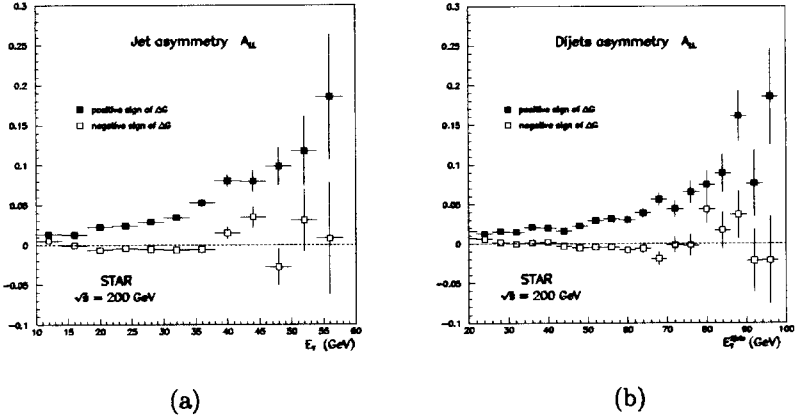 Jet asymmetry A_LL
positive sign of ΔG
negative sign of ΔG
STAR
√s = 200 GeV
0.3
0.25
0.2
0.15
0.1
0.05
0
-0.05
-0.1
10 15 20 25 30 35 40 45 50 55 60
E_T (GeV)
(a)
Dijets asymmetry A_LL
positive sign of ΔG
negative sign of ΔG
STAR
√s = 200 GeV
0.3
0.25
0.2
0.15
0.1
0.05
0
-0.05
-0.1
20 30 40 50 60 70 80 90 100
(GeV)
(b)